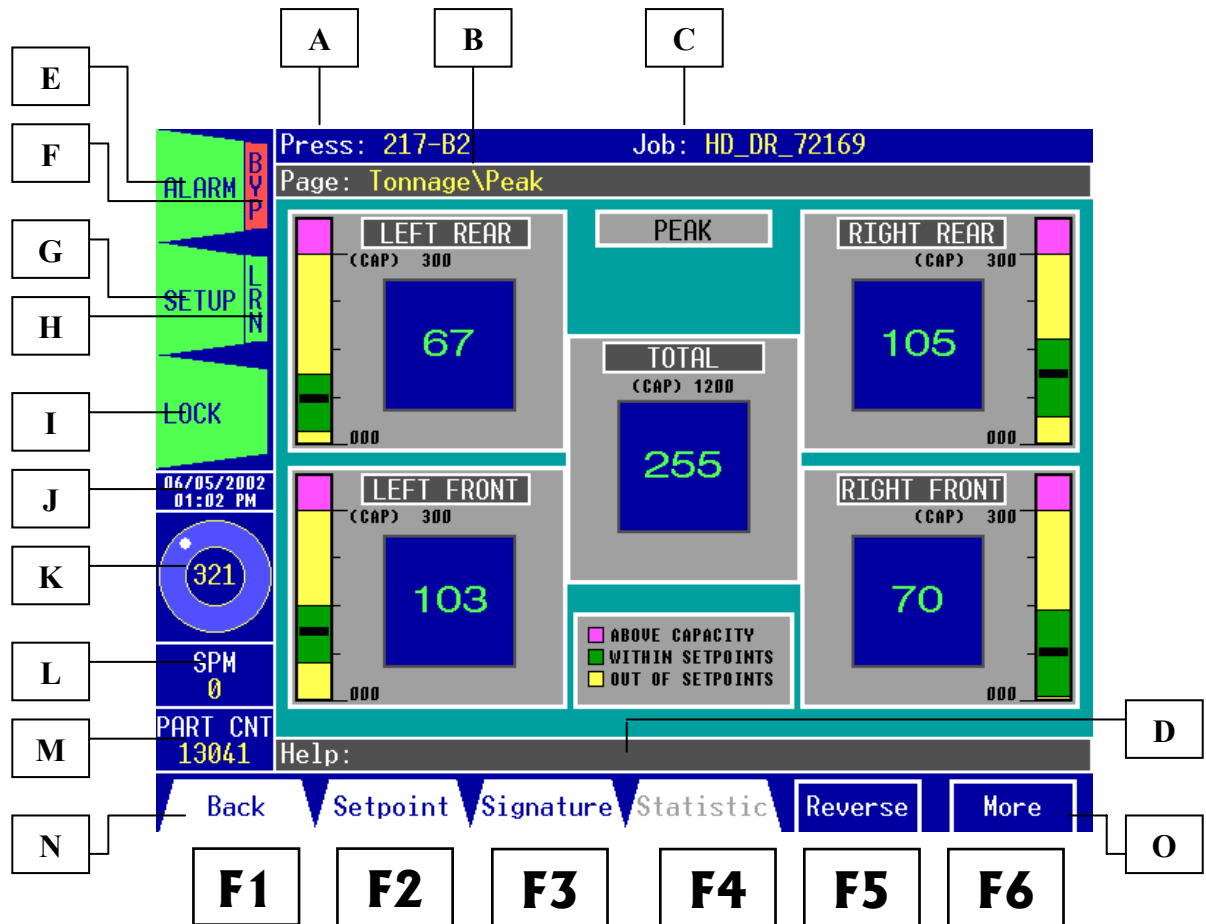 A
B
C
E
F
G
H
I
J
K
L
M
N
D
O
Press: 217-B2
Job: HD_DR_72169
Page: Tonnage\Peak
ALARM
BYP
SETUP
LRN
LOCK
06/05/2002
01:02 PM
321
SPM
0
PART CNT
13041
LEFT REAR
(CAP) 300
67
000
PEAK
RIGHT REAR
(CAP) 300
105
000
TOTAL
(CAP) 1200
255
LEFT FRONT
(CAP) 300
103
000
RIGHT FRONT
(CAP) 300
70
000
ABOVE CAPACITY
WITHIN SETPOINTS
OUT OF SETPOINTS
Help:
Back
Setpoint
Signature
Statistic
Reverse
More
F1
F2
F3
F4
F5
F6